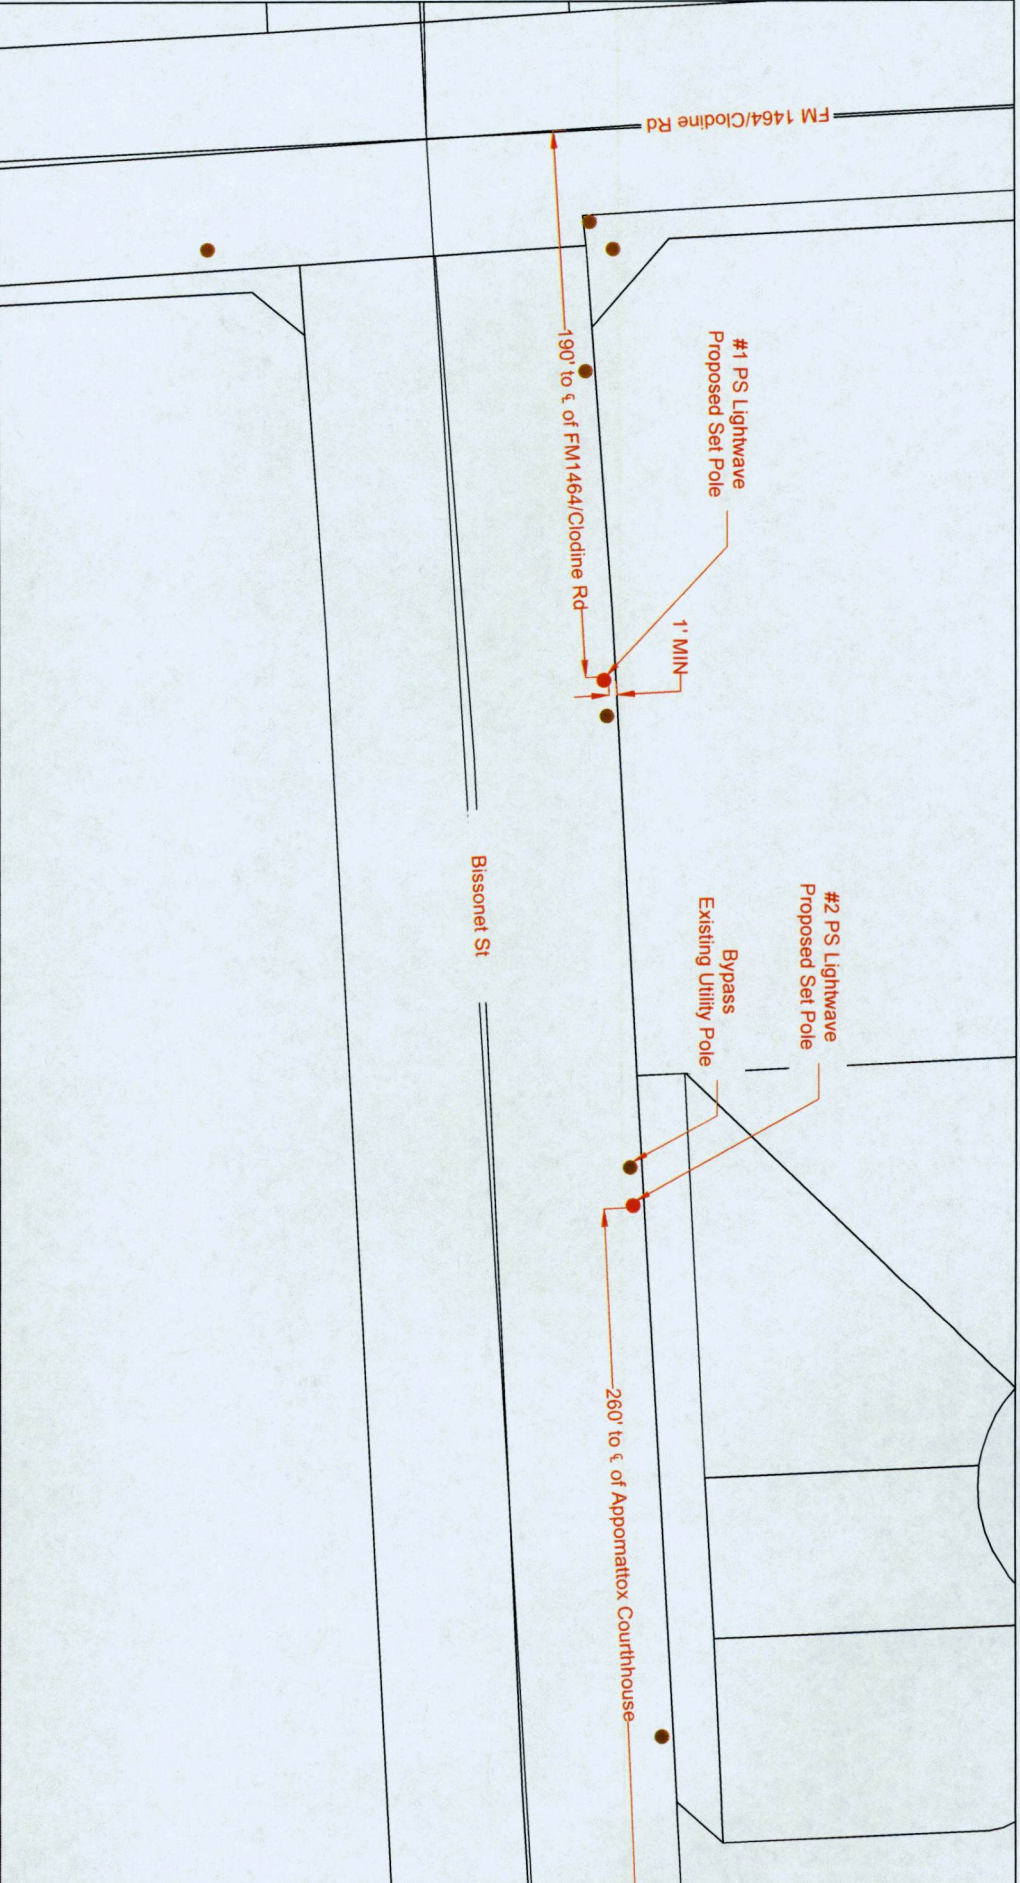 FM 1464/Clodine Rd
#1 PS Lightwave
Proposed Set Pole
190' to ℄ of FM1464/Clodine Rd
1' MIN
Bissonet St
#2 PS Lightwave
Proposed Set Pole
Bypass
Existing Utility Pole
260' to ℄ of Appomattox Courthhouse